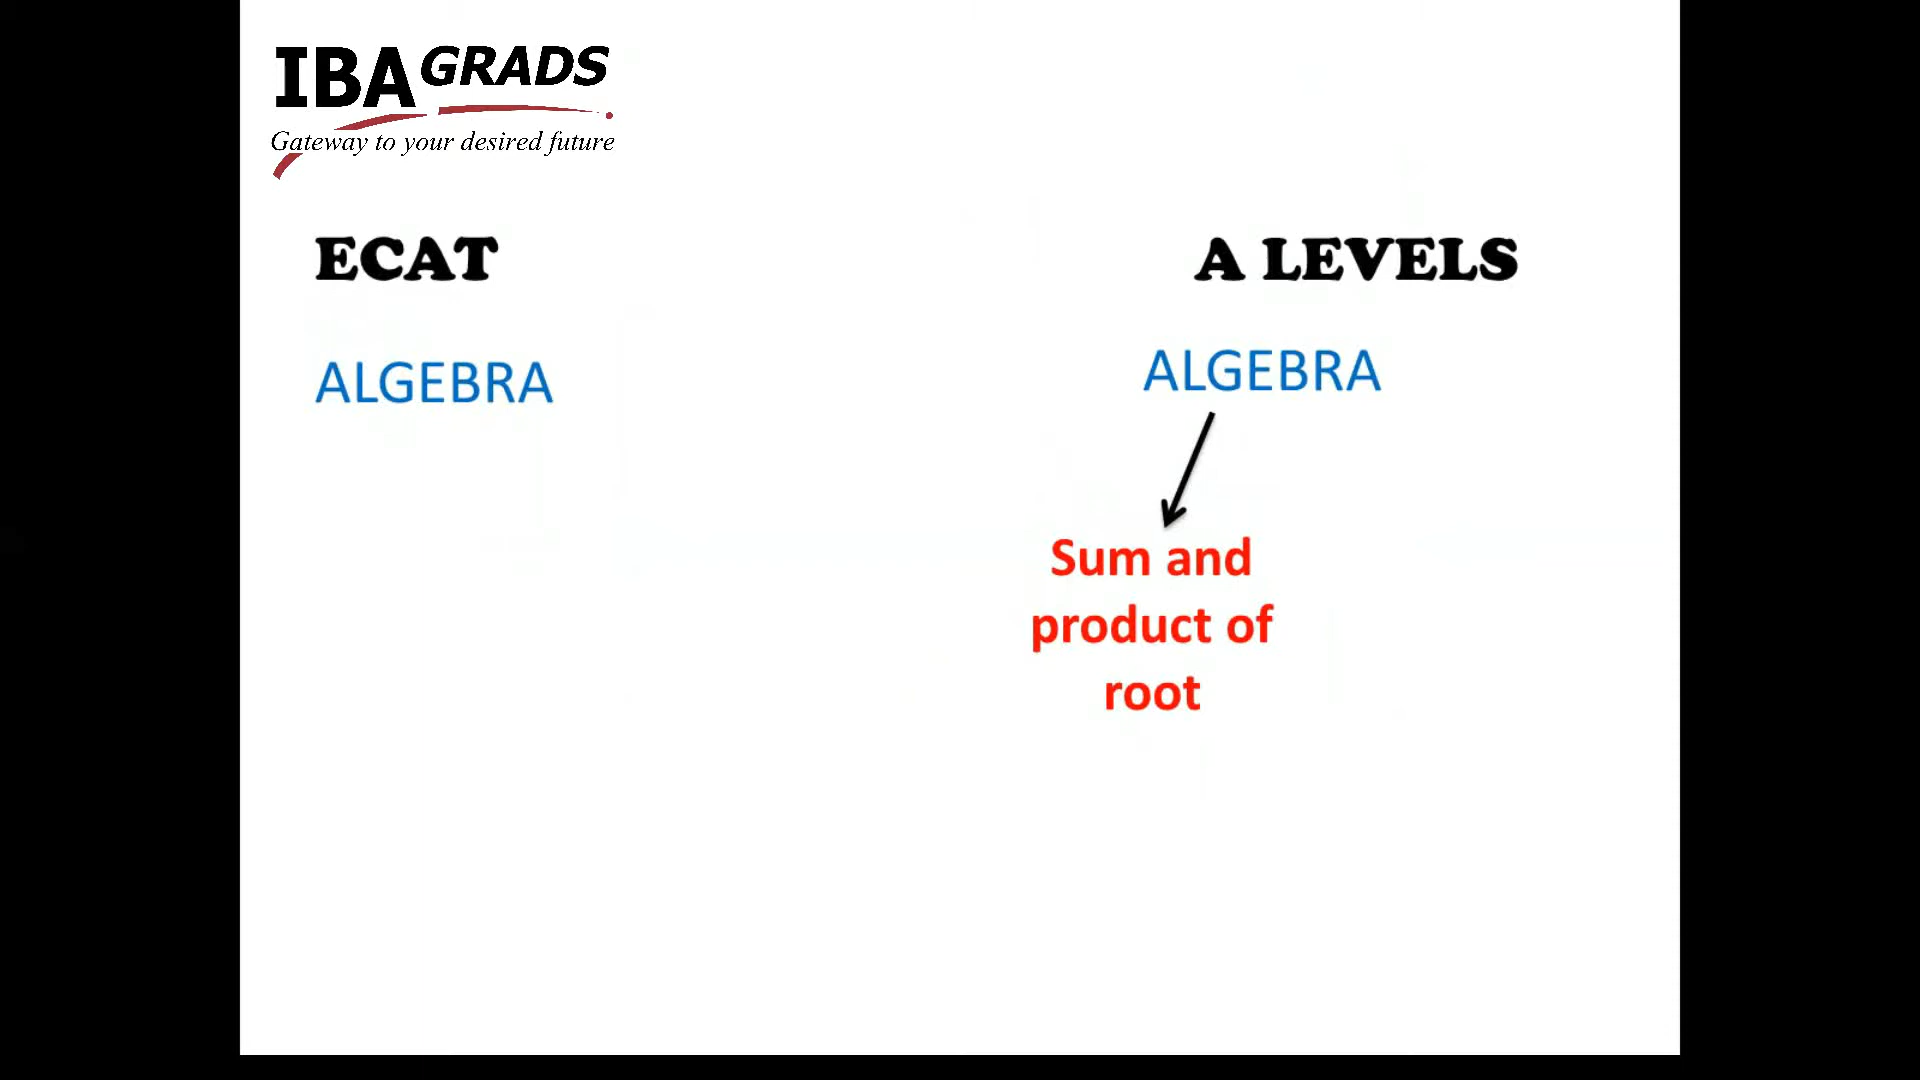 IBA GRADS
Gateway to your desired future
ECAT
A LEVELS
ALGEBRA
ALGEBRA
Sum and
product of
root